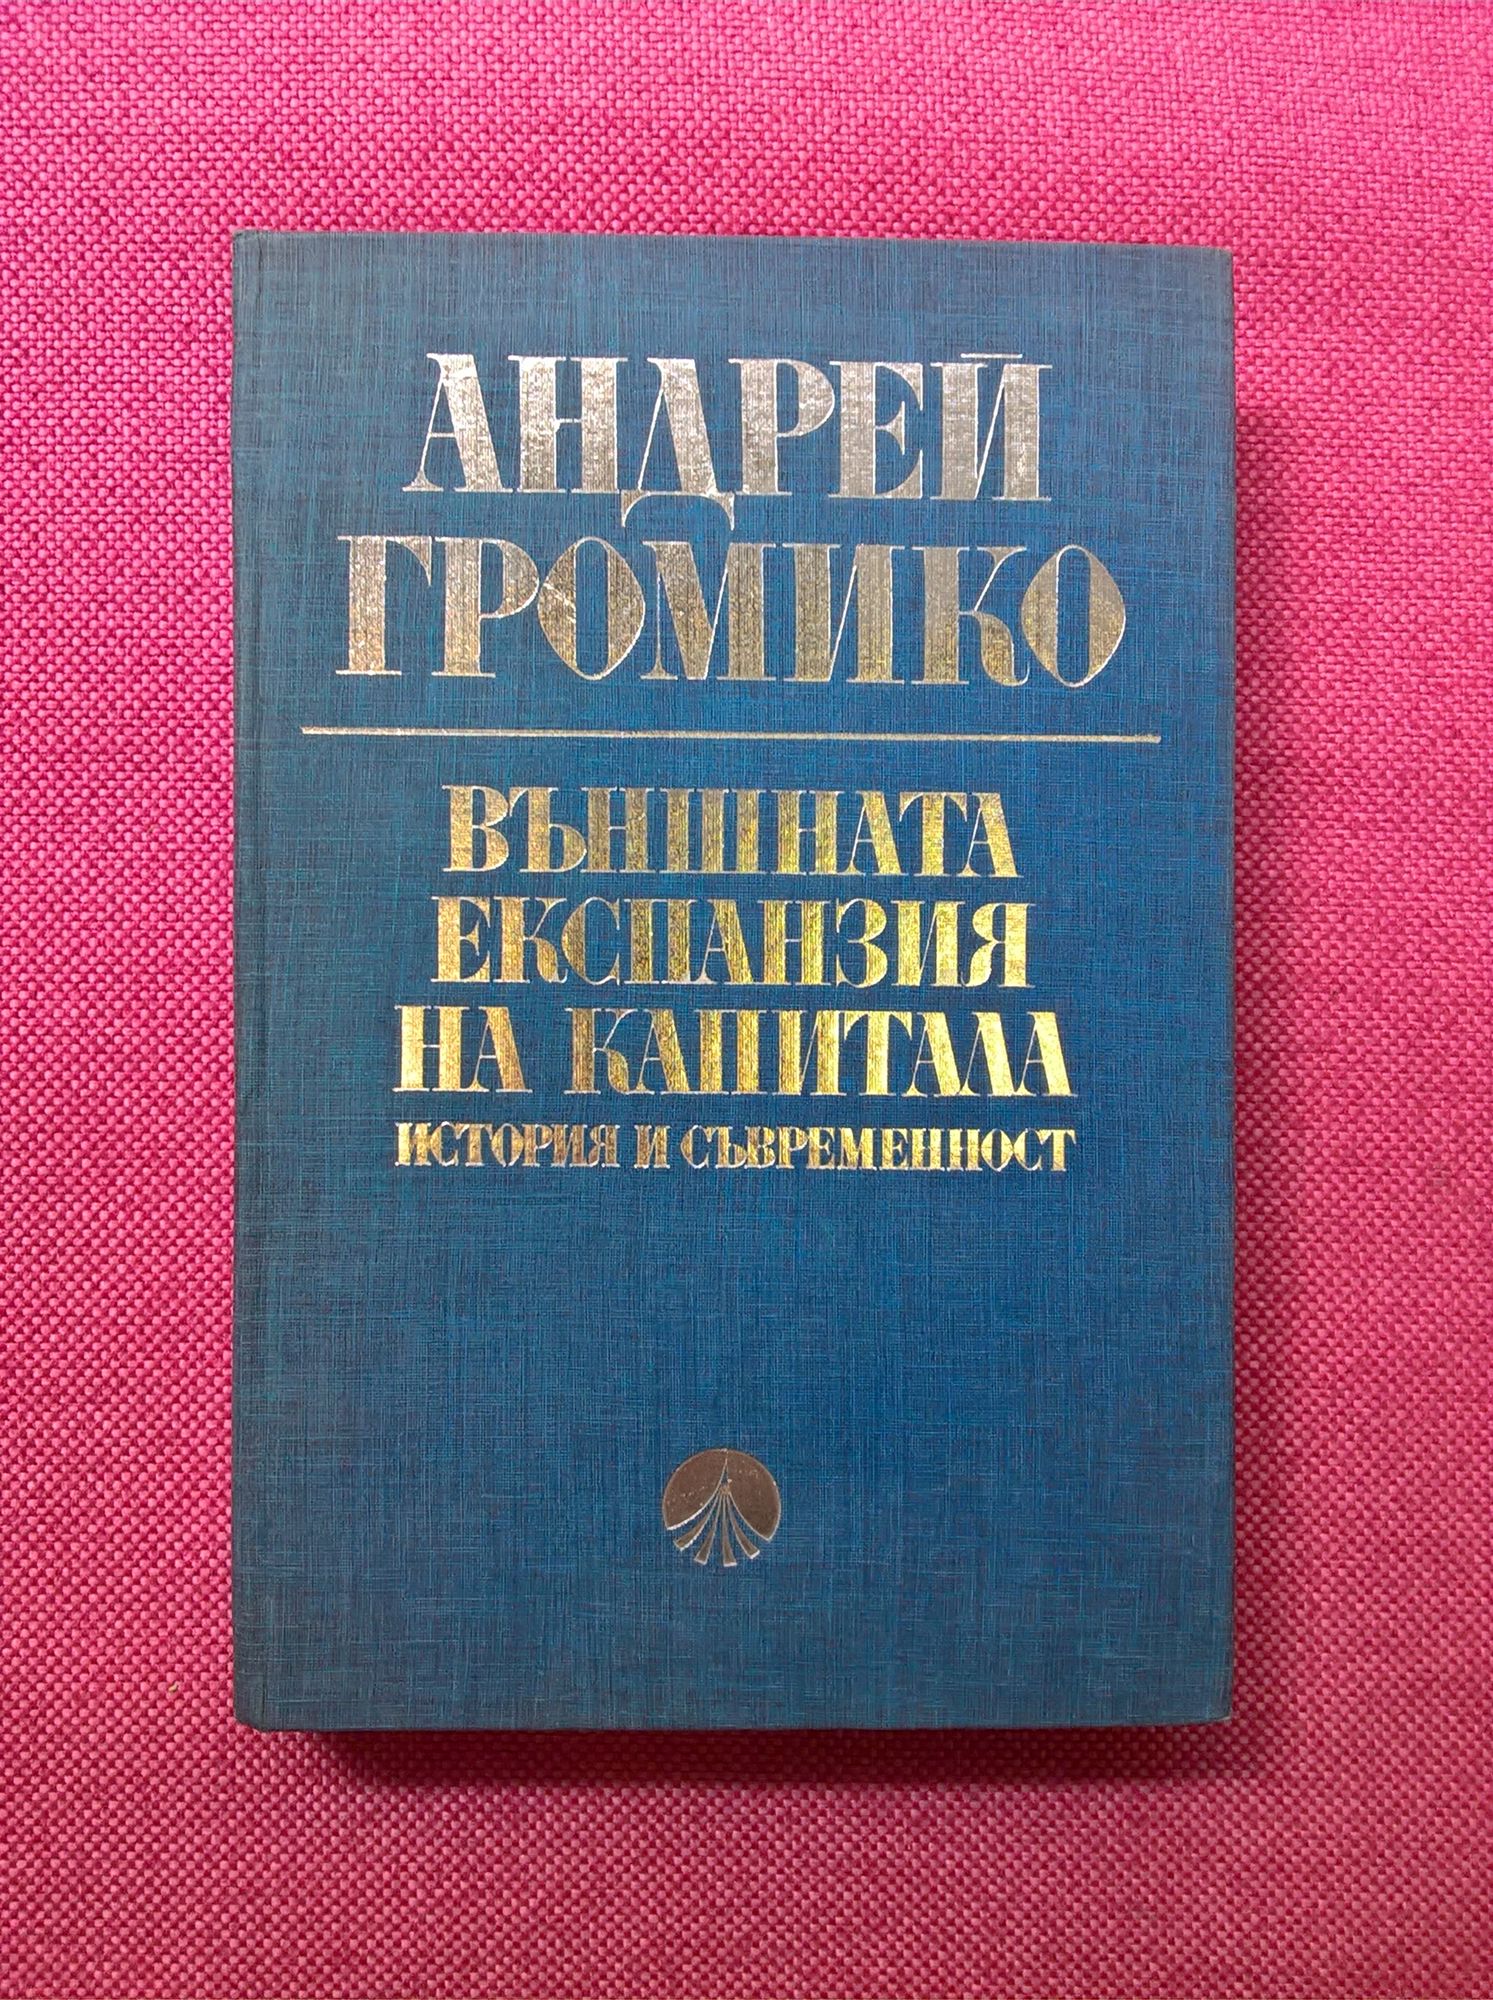 АНДРЕЙ
ГРОМИКО
ВЪНШНАТА
ЕКСПАНЗИЯ
НА КАПИТАЛА
ИСТОРИЯ И СЪВРЕМЕННОСТ